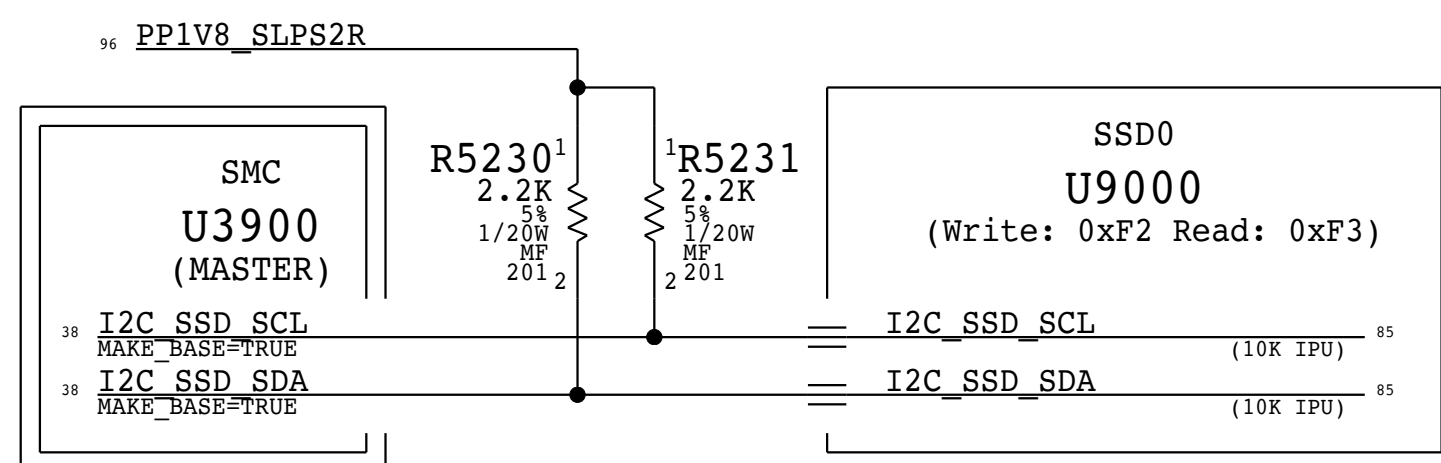 96 PP1V8_SLPS2R
SMC
U3900
(MASTER)
R5230 1
2.2K
5%
1/20W
MF
201 2
1 R5231
2.2K
5%
1/20W
MF
2 201
SSD0
U9000
(Write: 0xF2 Read: 0xF3)
38 I2C_SSD_SCL
MAKE_BASE=TRUE
I2C_SSD_SCL 85
(10K IPU)
38 I2C_SSD_SDA
MAKE_BASE=TRUE
I2C_SSD_SDA 85
(10K IPU)